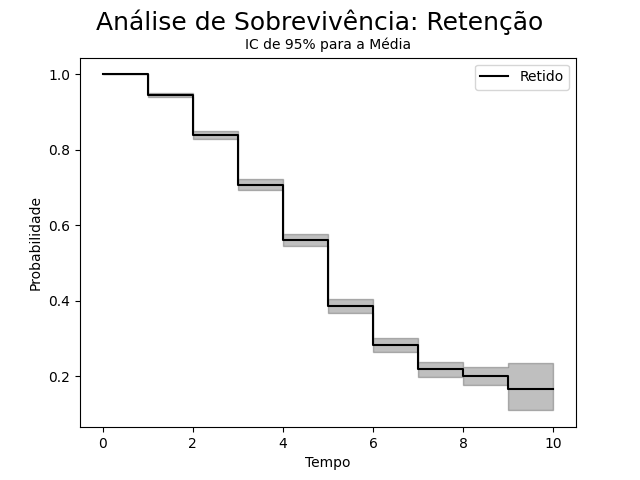 Análise de Sobrevivência: Retenção
IC de 95% para a Média
Retido
1.0
0.8
0.6
0.4
0.2
Probabilidade
0 2 4 6 8 10
Tempo